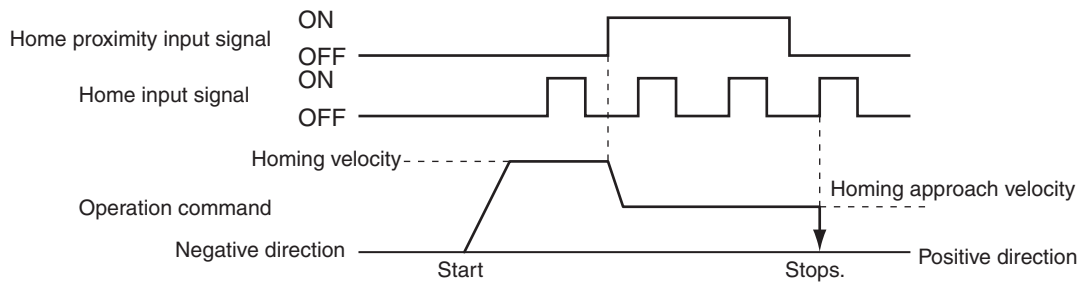 ON
Home proximity input signal
OFF
ON
Home input signal
OFF
Homing velocity
Homing approach velocity
Operation command
Negative direction
Positive direction
Start
Stops.